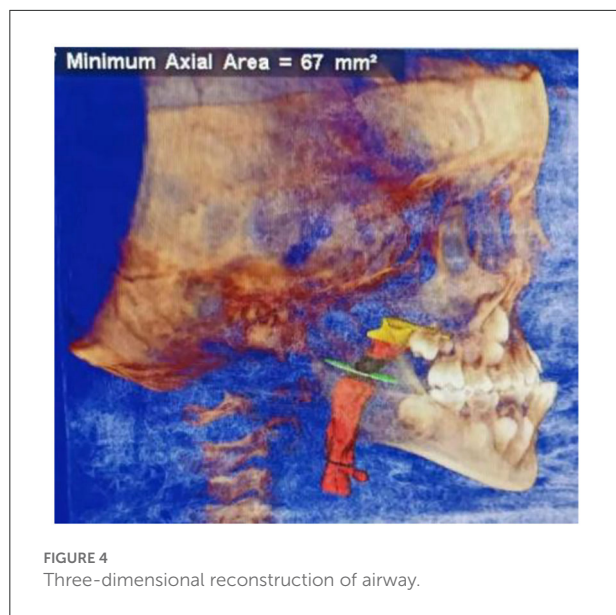 Minimum Axial Area = 67 mm²
FIGURE 4
Three-dimensional reconstruction of airway.